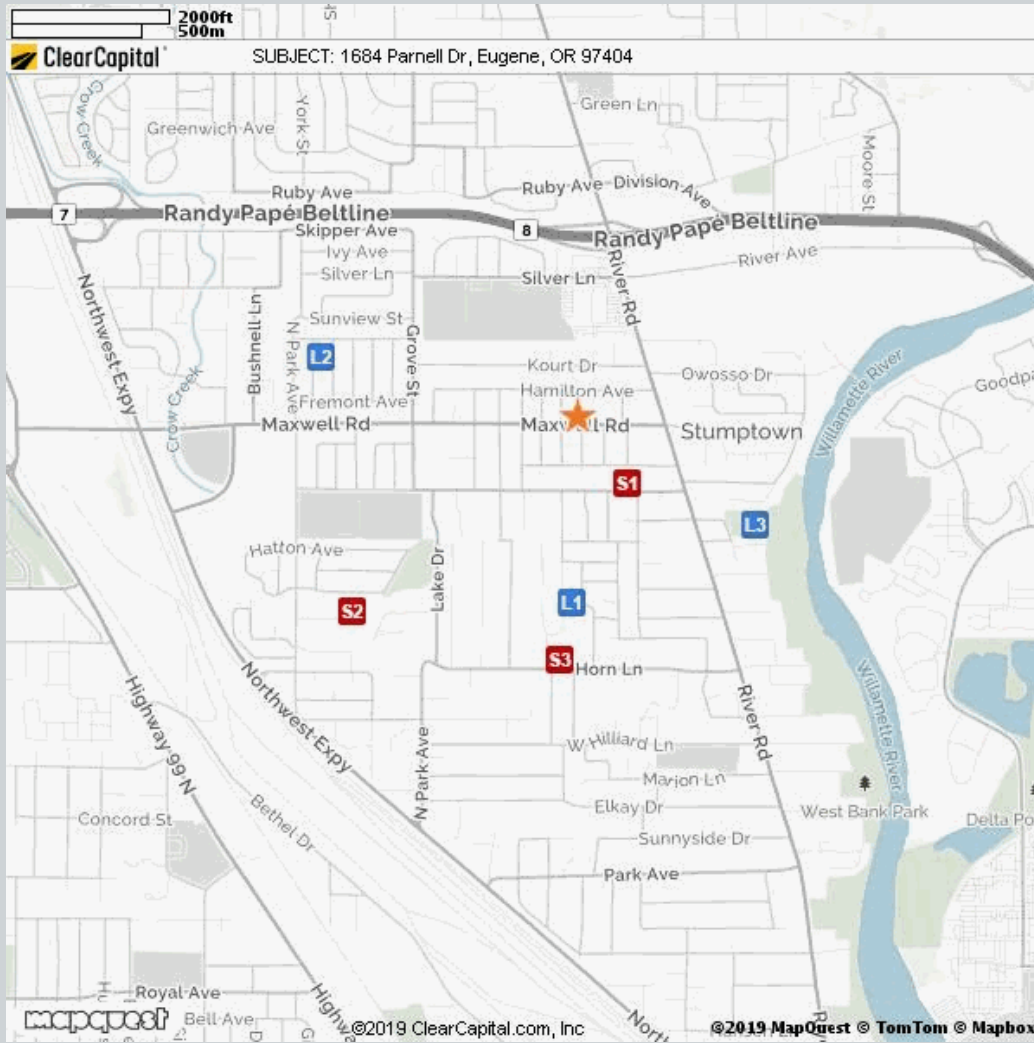 2000ft
500m
ClearCapital
SUBJECT: 1684 Parnell Dr, Eugene, OR 97404
Crow Creek
York St
Green Ln
Greenwich Ave
Moore St
Ruby Ave
Ruby Ave
Division Ave
7
Randy Papé Beltline
8
Randy Papé Beltline
Skipper Ave
Ivy Ave
River Ave
Silver Ln
Silver Ln
River Rd
Northwest Expy
Bushnell Ln
N Park Ave
Sunview St
Grove St
L2
Kourt Dr
Owosso Dr
Willamette River
Crow Creek
Fremont Ave
Hamilton Ave
Maxwell Rd
Maxwell Rd
Stumptown
S1
L3
Hatton Ave
Lake Dr
S2
L1
S3
Horn Ln
Northwest Expy
Highway 99 N
River Rd
Willamette River
N Park Ave
W Hilliard Ln
Marion Ln
Bethel Dr
Elkay Dr
West Bank Park
Concord St
Sunnyside Dr
Park Ave
Royal Ave
Bell Ave
mapquest
©2019 ClearCapital.com, Inc
©2019 MapQuest © TomTom © Mapbox